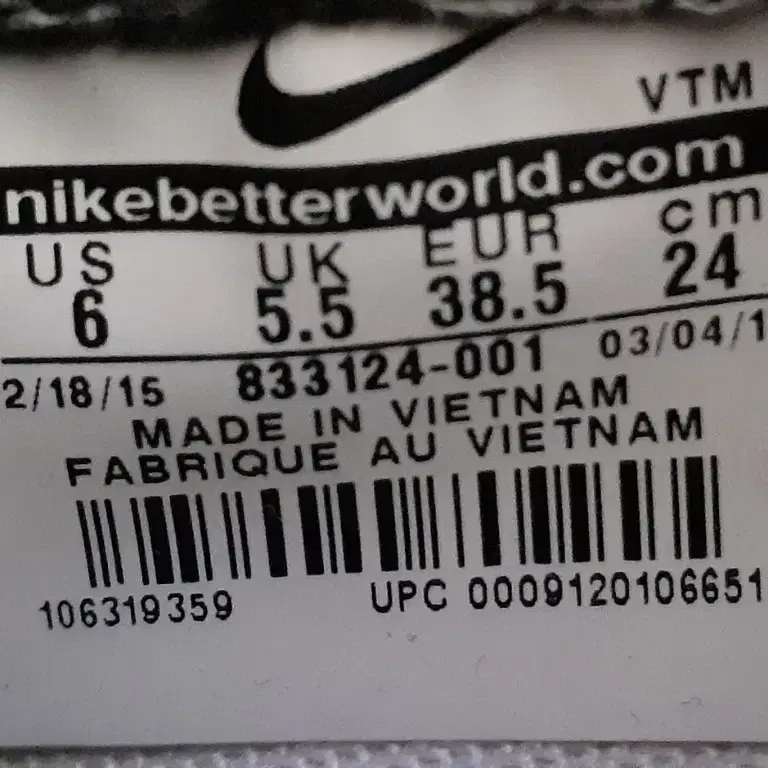 VTM
nikebetterworld.com
US UK EUR cm
6 5.5 38.5 24
2/18/15 833124-001 03/04/1
MADE IN VIETNAM
FABRIQUE AU VIETNAM
106319359 UPC 0009120106651